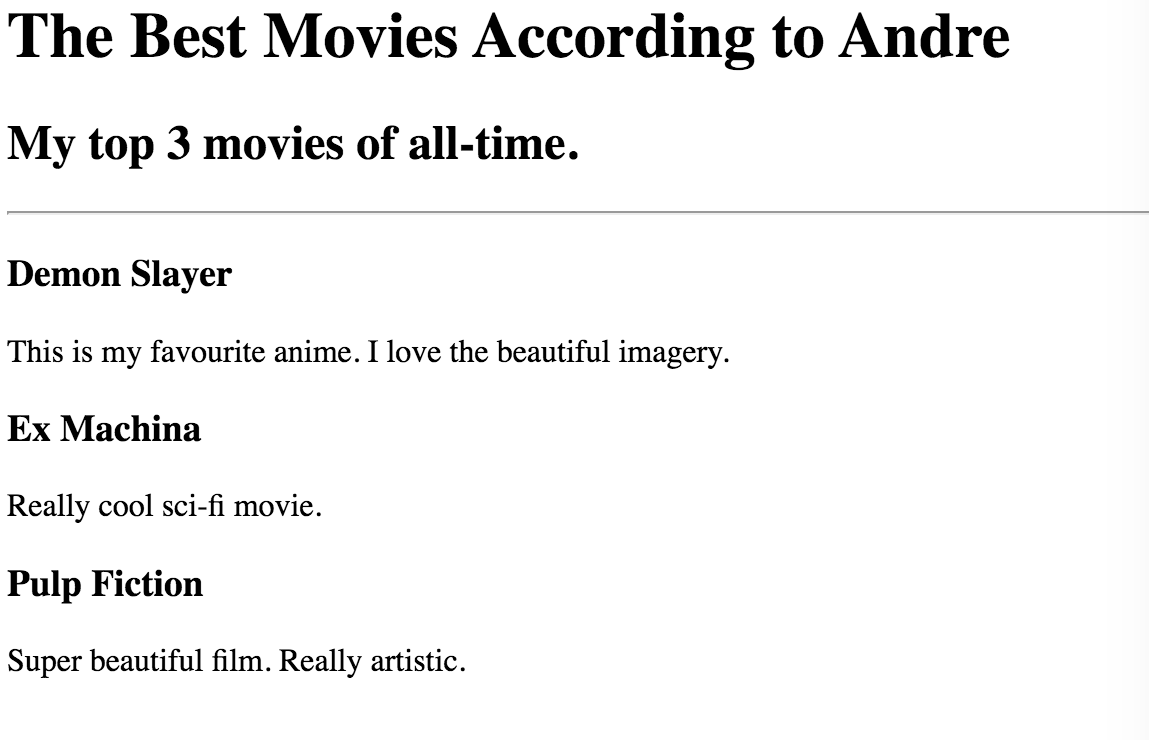 The Best Movies According to Andre
My top 3 movies of all-time.
Demon Slayer
This is my favourite anime. I love the beautiful imagery.
Ex Machina
Really cool sci-fi movie.
Pulp Fiction
Super beautiful film. Really artistic.